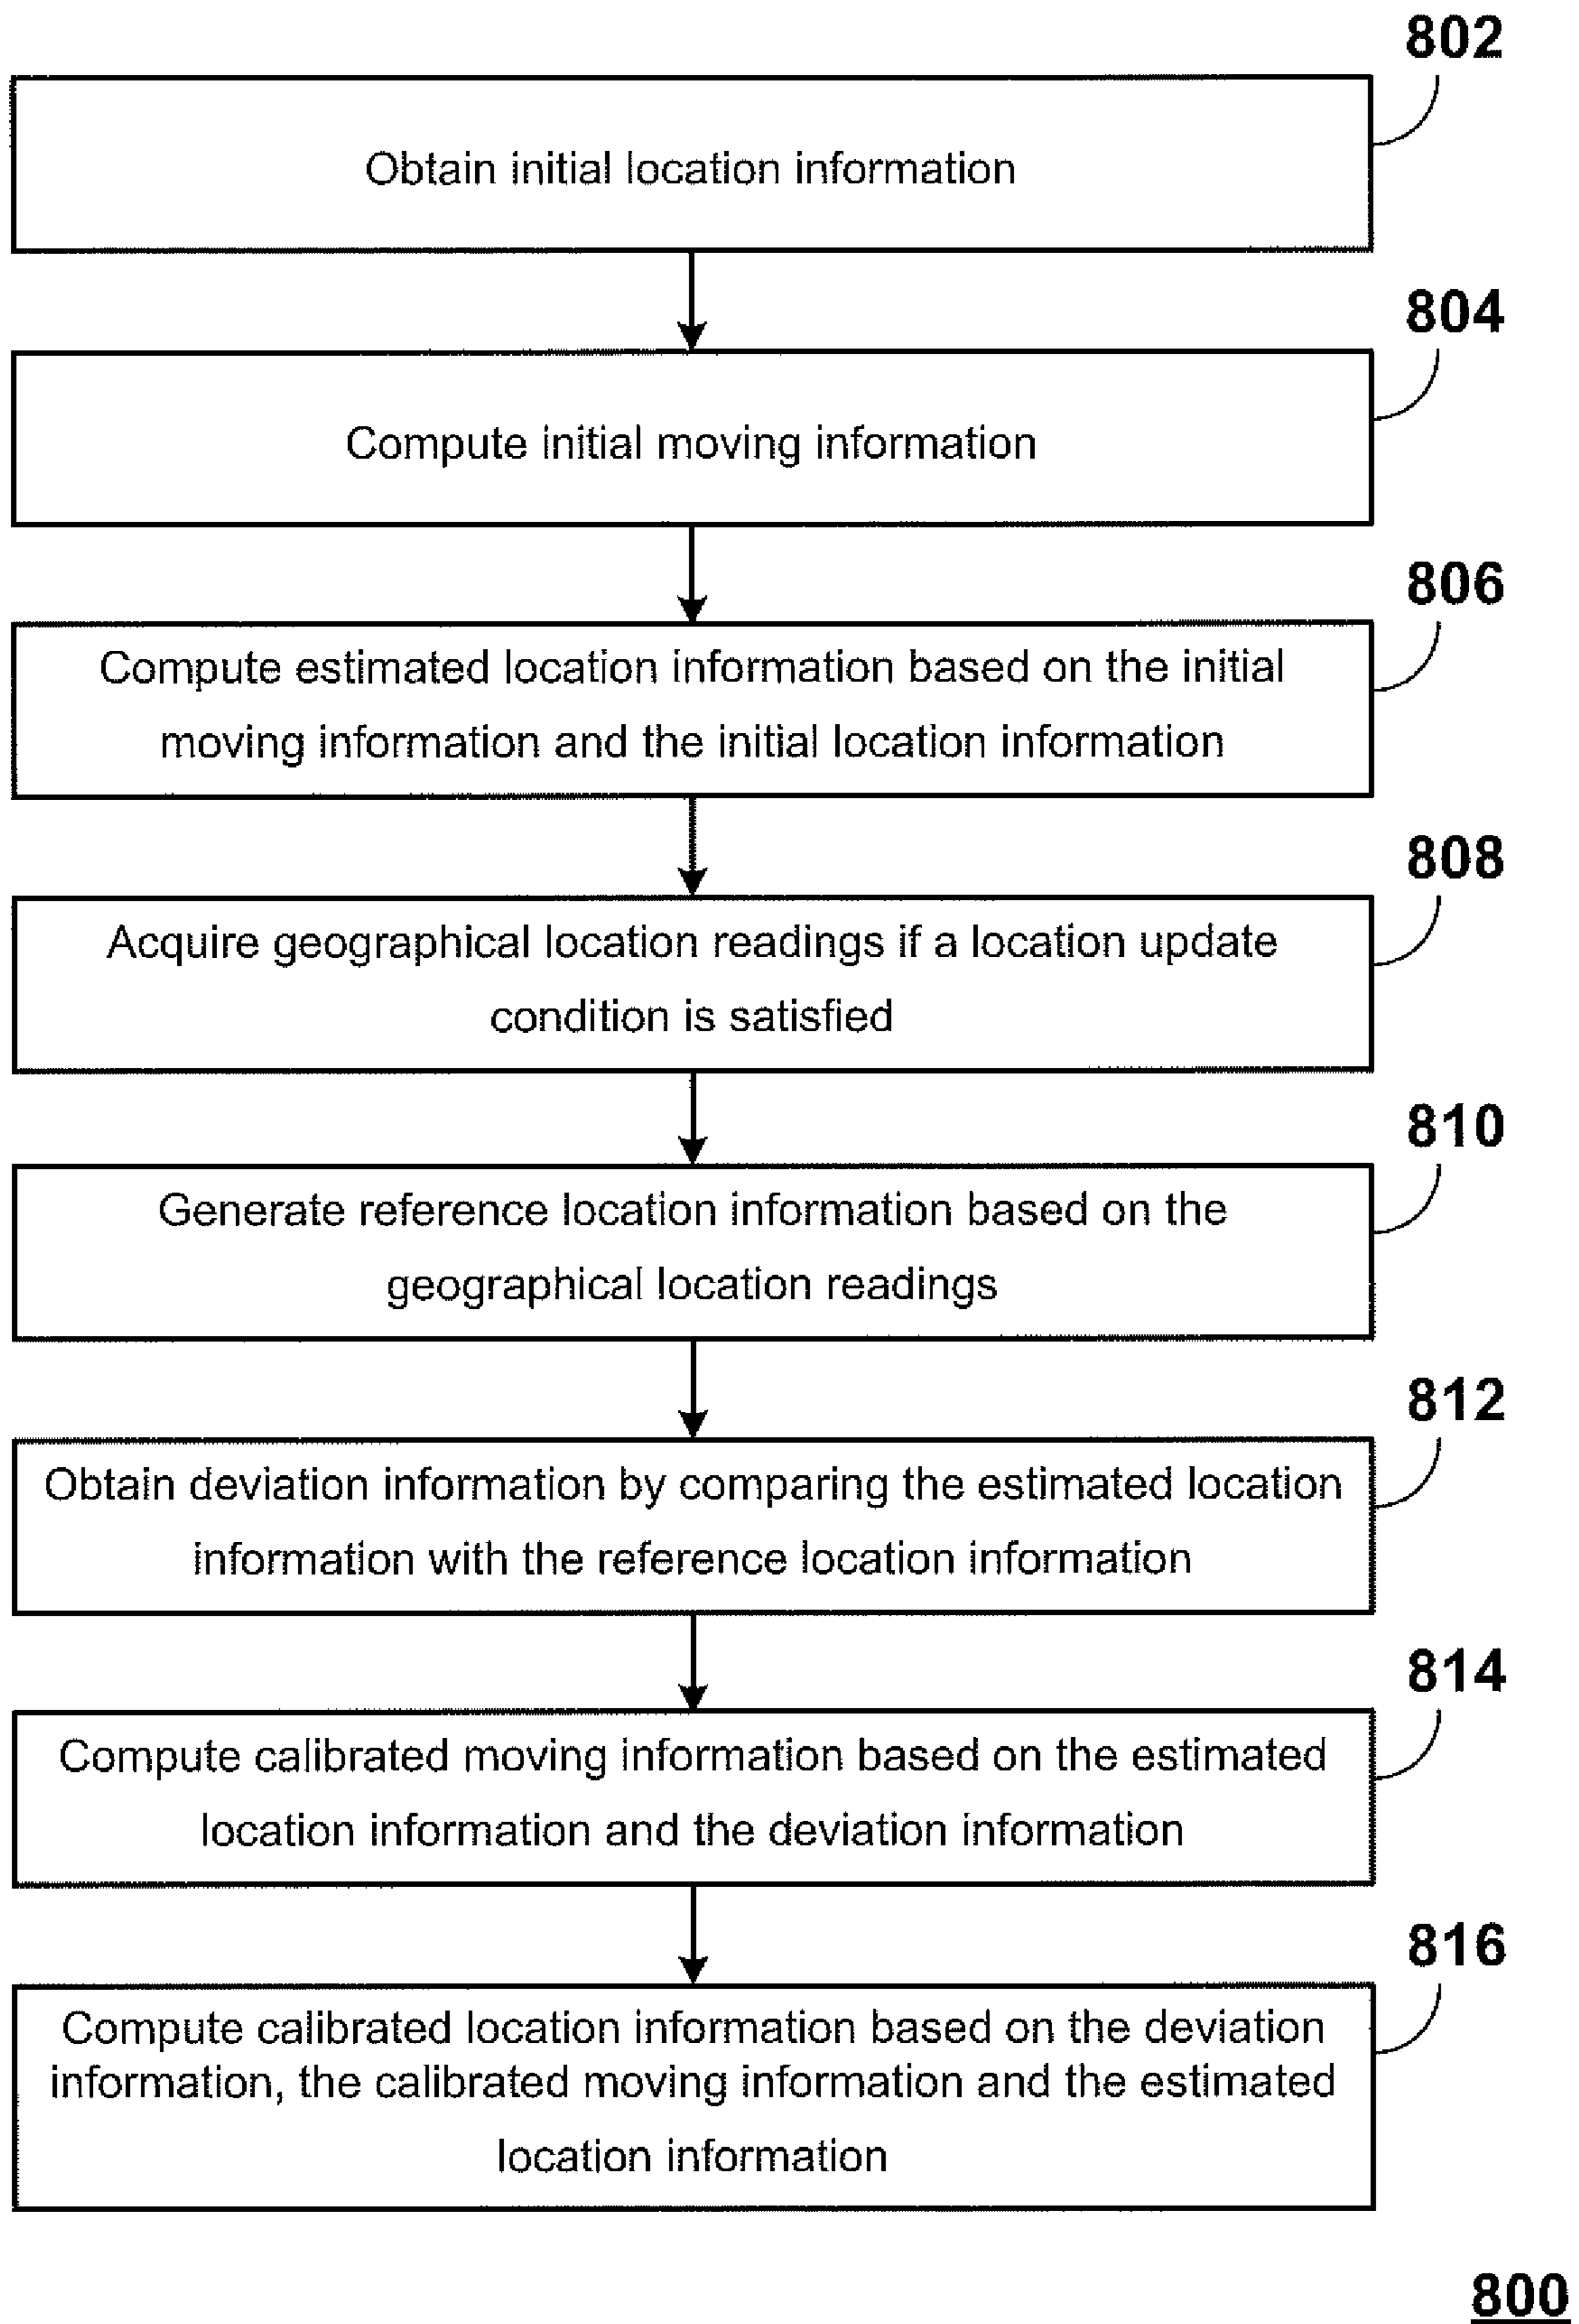 802
Obtain initial location information
804
Compute initial moving information
806
Compute estimated location information based on the initial
moving information and the initial location information
808
Acquire geographical location readings if a location update
condition is satisfied
810
Generate reference location information based on the
geographical location readings
812
Obtain deviation information by comparing the estimated location
information with the reference location information
814
Compute calibrated moving information based on the estimated
location information and the deviation information
816
Compute calibrated location information based on the deviation
information, the calibrated moving information and the estimated
location information
800